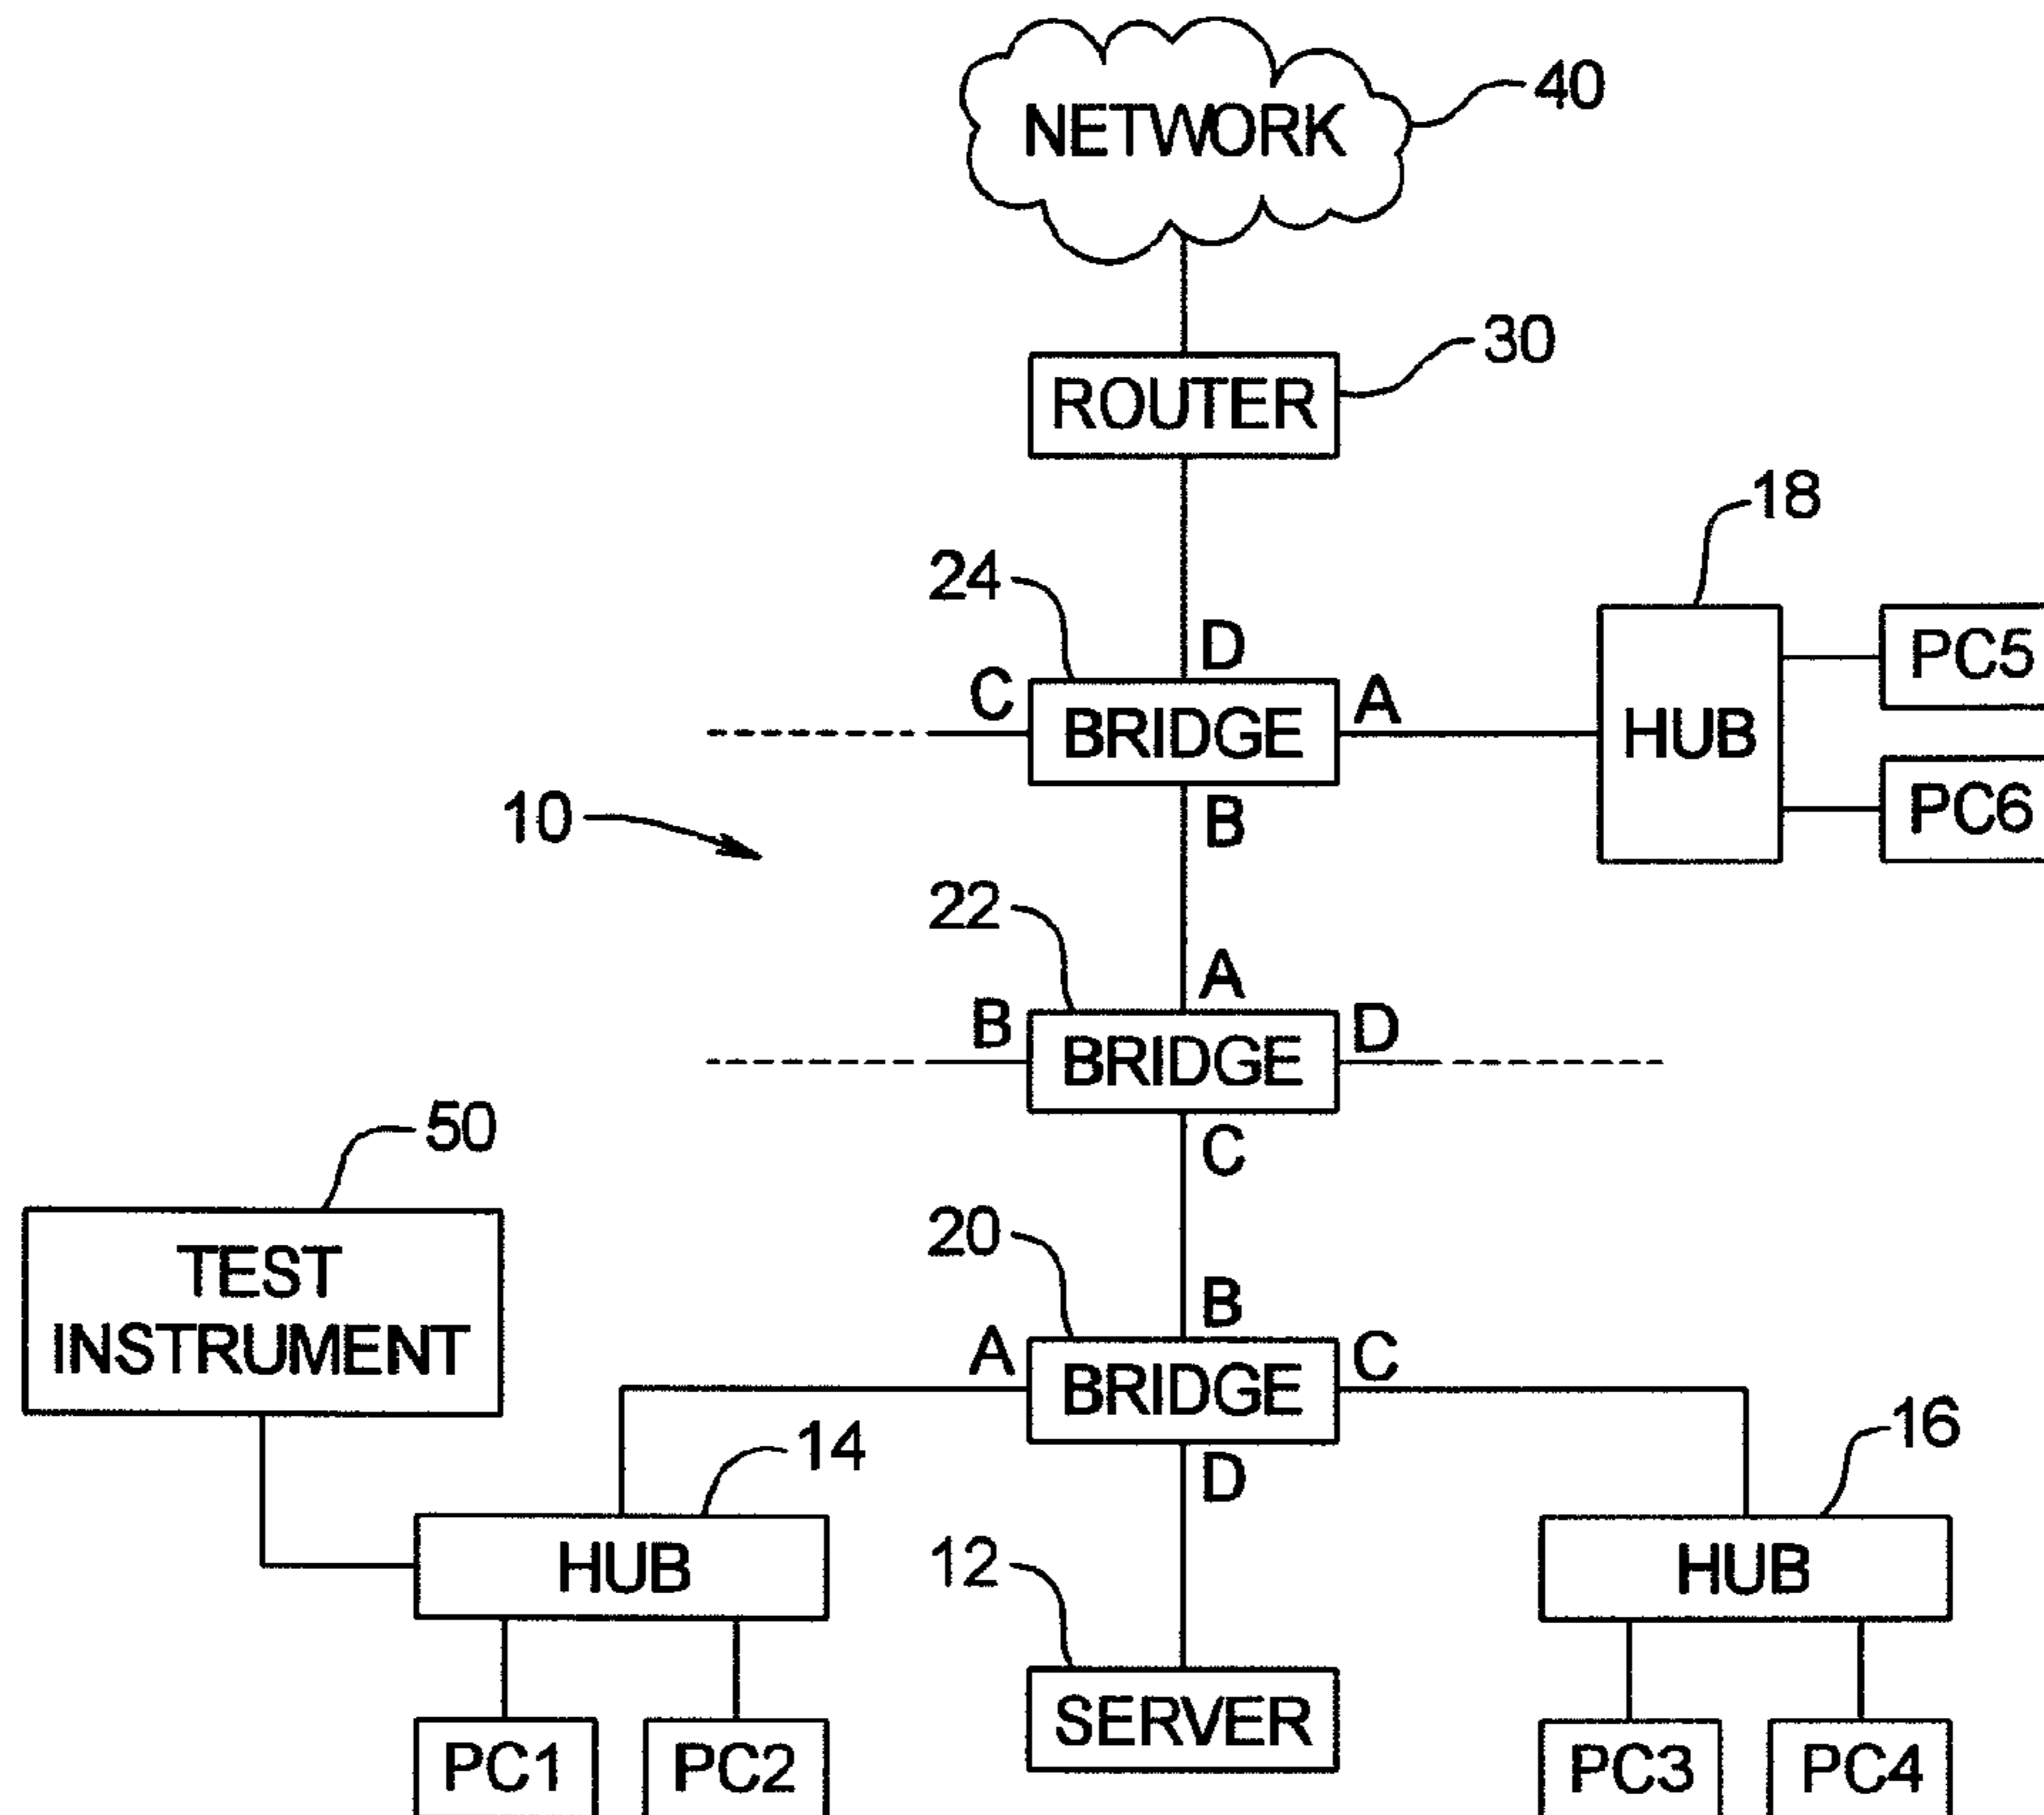 NETWORK
40
ROUTER
30
18
24
D
C
BRIDGE
A
HUB
PC5
PC6
B
10
22
A
B
BRIDGE
D
C
50
TEST
INSTRUMENT
20
B
A
BRIDGE
C
D
14
16
HUB
12
HUB
SERVER
PC1
PC2
PC3
PC4